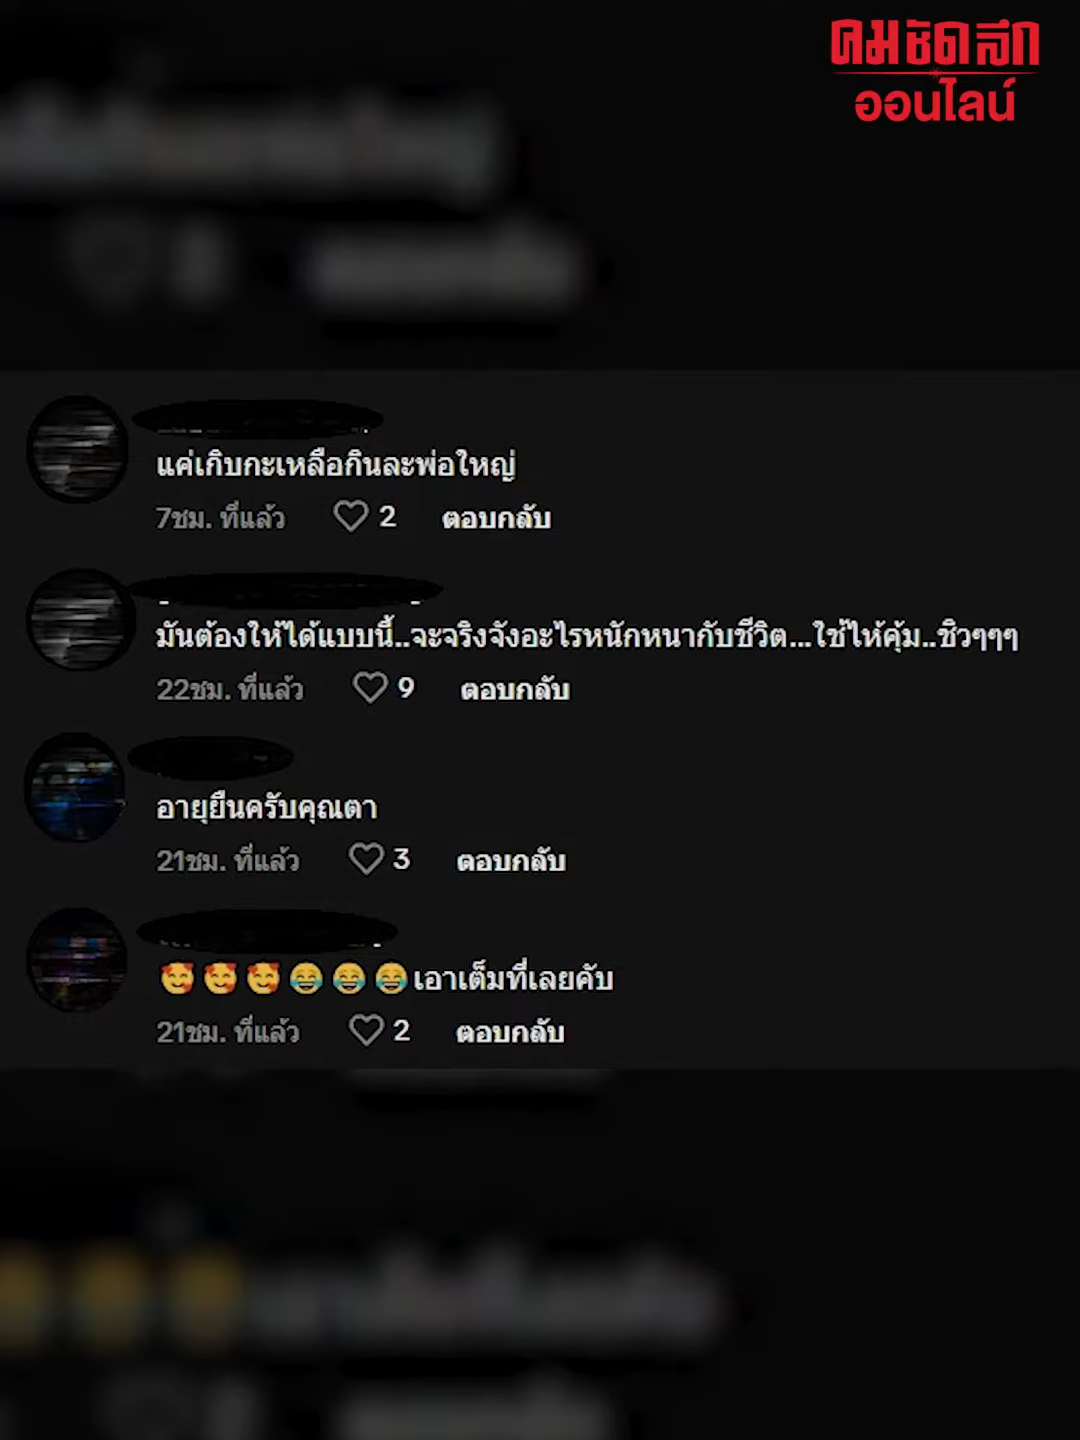 คมชัดลึก
ออนไลน์
แค่เกิบกะเหลือกินละพ่อใหญ่
7ชม. ที่แล้ว 2 ตอบกลับ
มันต้องให้ได้แบบนี้..จะจริงจังอะไรหนักหนากับชีวิต...ใช้ไห้คุ้ม..ชิวๆๆๆ
22ชม. ที่แล้ว 9 ตอบกลับ
อายุยืนครับคุณตา
21ชม. ที่แล้ว 3 ตอบกลับ
🥰🥰🥰😂😂😂เอาเต็มที่เลยคับ
21ชม. ที่แล้ว 2 ตอบกลับ